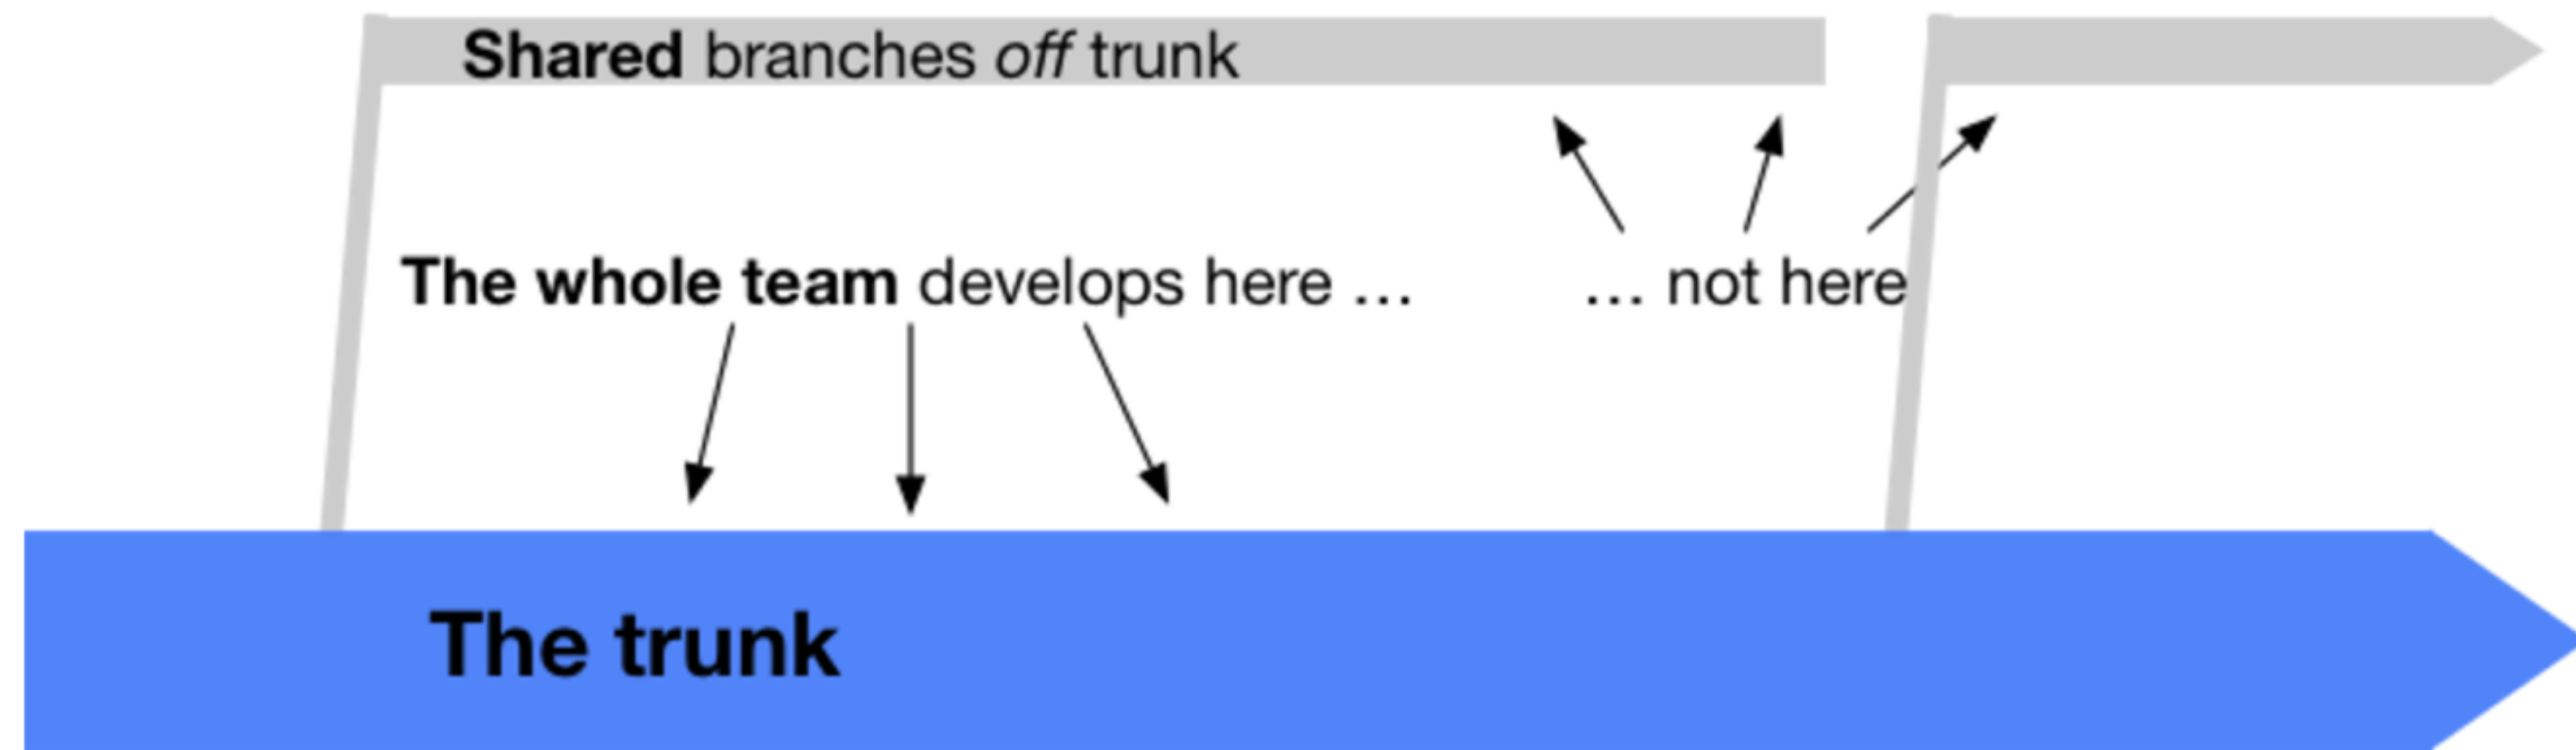 Shared branches off trunk
The whole team develops here ... ... not here
The trunk